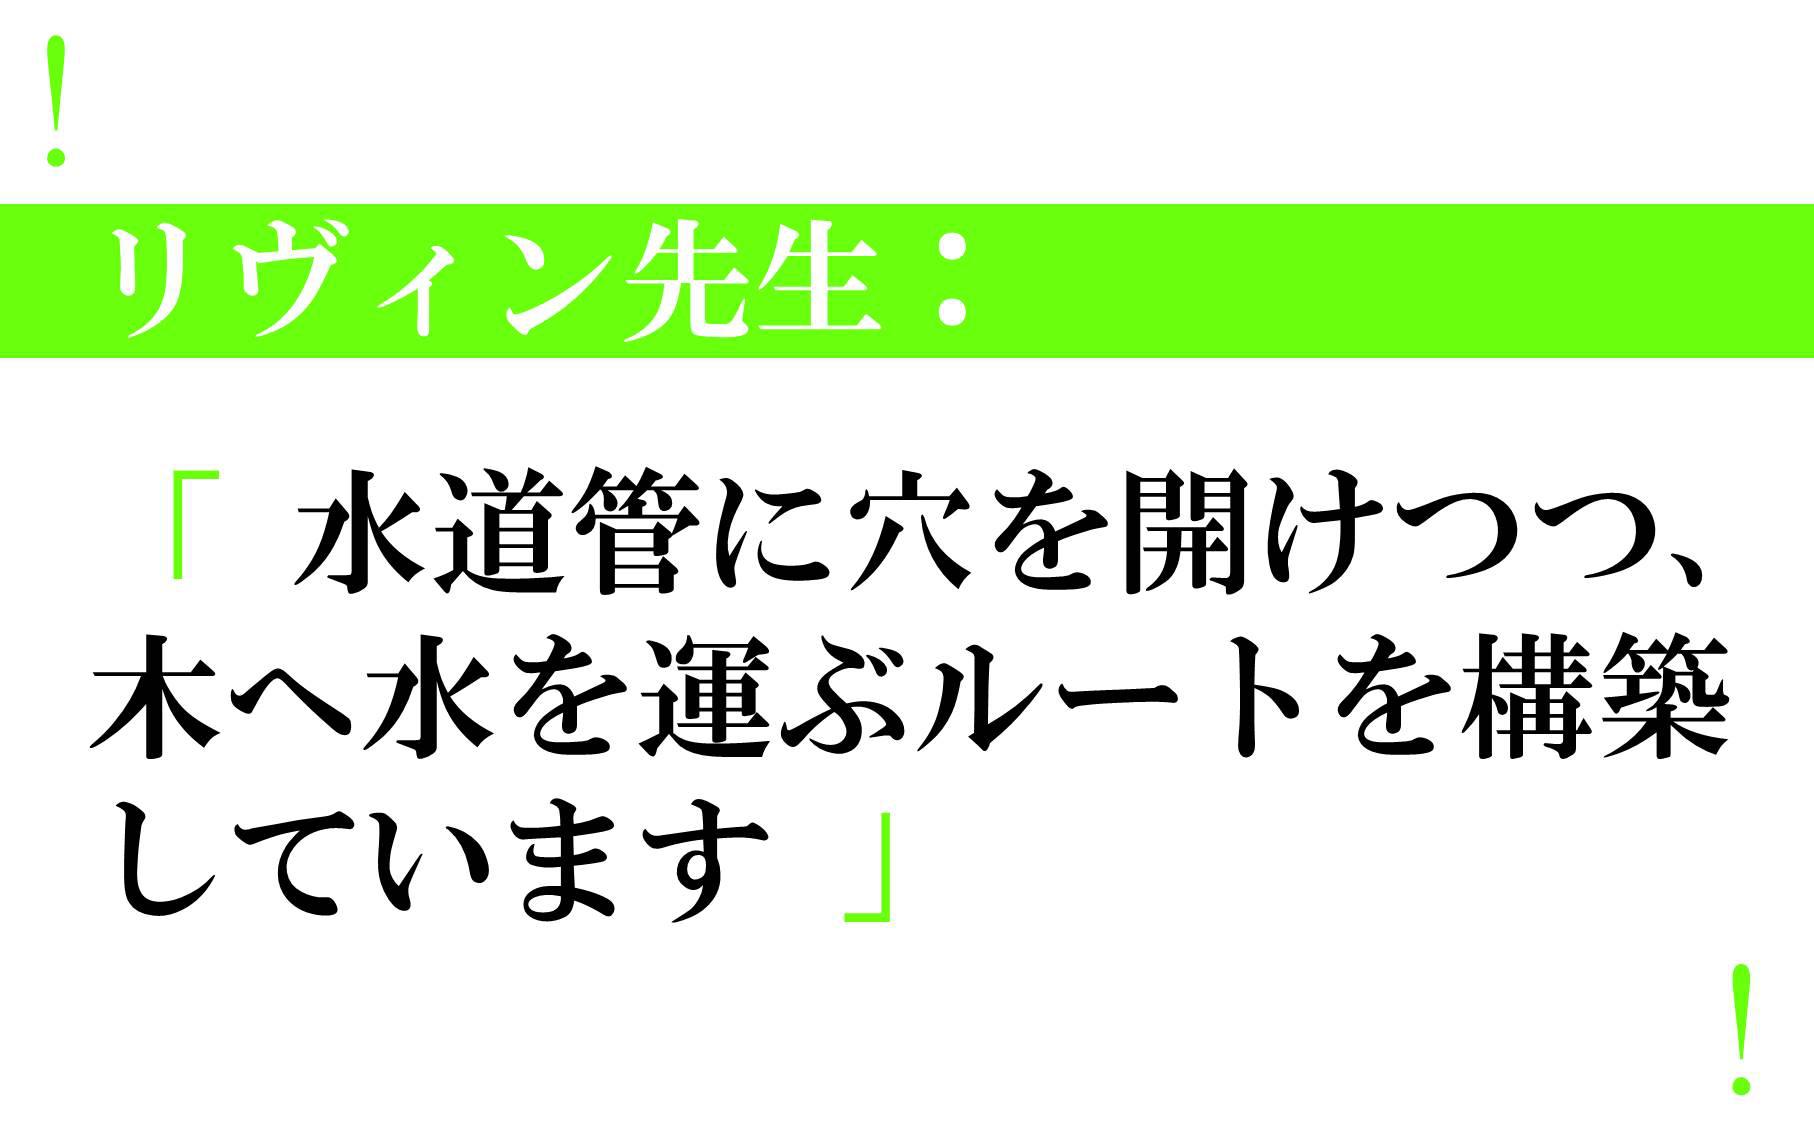 !
リヴィン先生：
「 水道管に穴を開けつつ、
木へ水を運ぶルートを構築
しています 」
!